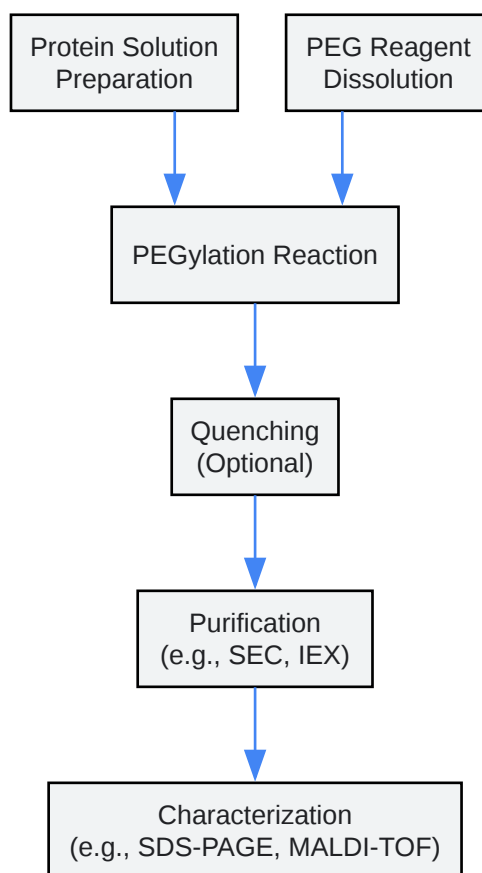 Protein Solution
Preparation
PEG Reagent
Dissolution
PEGylation Reaction
Quenching
(Optional)
Purification
(e.g., SEC, IEX)
Characterization
(e.g., SDS-PAGE, MALDI-TOF)